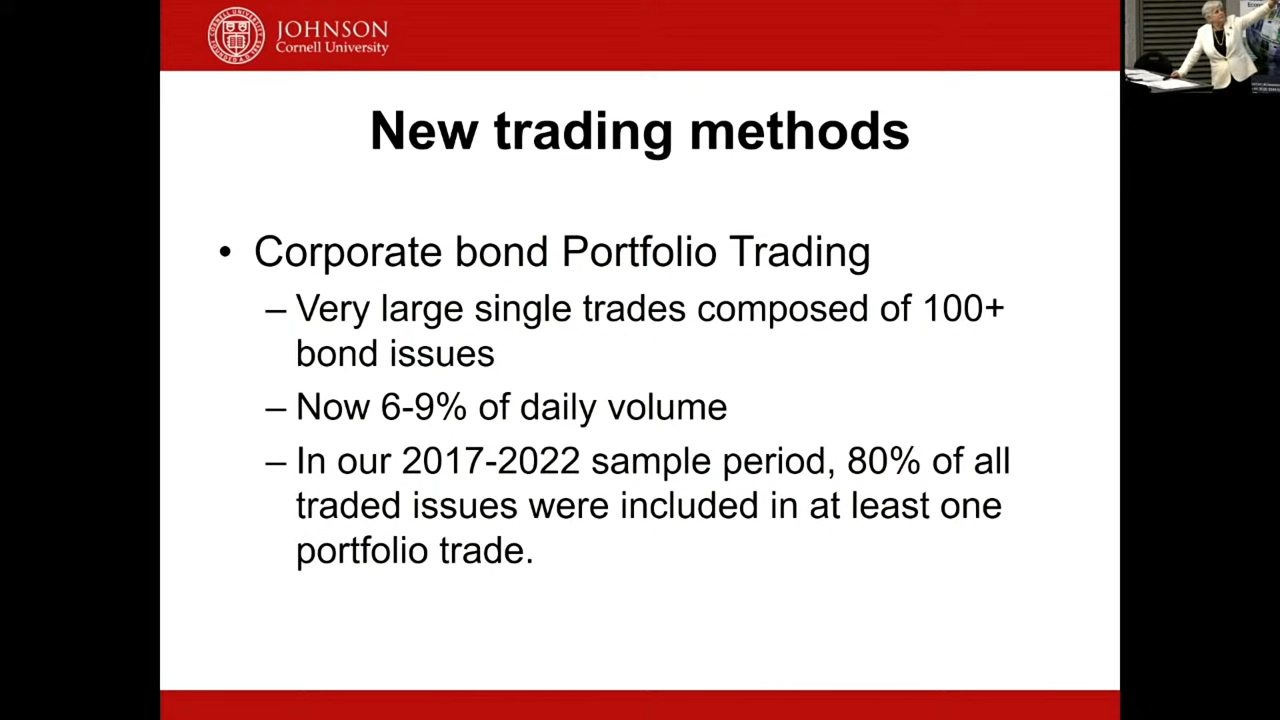 JOHNSON
Cornell University
New trading methods
• Corporate bond Portfolio Trading
– Very large single trades composed of 100+
bond issues
– Now 6-9% of daily volume
– In our 2017-2022 sample period, 80% of all
traded issues were included in at least one
portfolio trade.